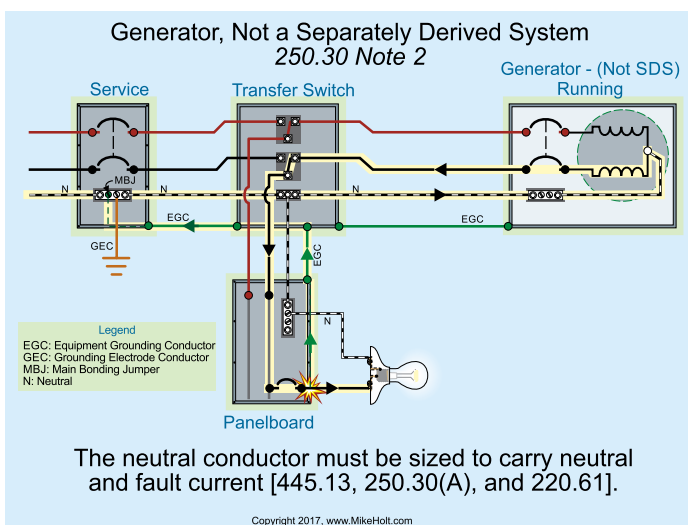 Generator, Not a Separately Derived System
250.30 Note 2
Generator - (Not SDS)
Running
Service
Transfer Switch
MBJ
N
N
N
EGC
EGC
GEC
EGC
N
Legend
EGC: Equipment Grounding Conductor
GEC: Grounding Electrode Conductor
MBJ: Main Bonding Jumper
N: Neutral
Panelboard
The neutral conductor must be sized to carry neutral
and fault current [445.13, 250.30(A), and 220.61].
Copyright 2017, www.MikeHolt.com